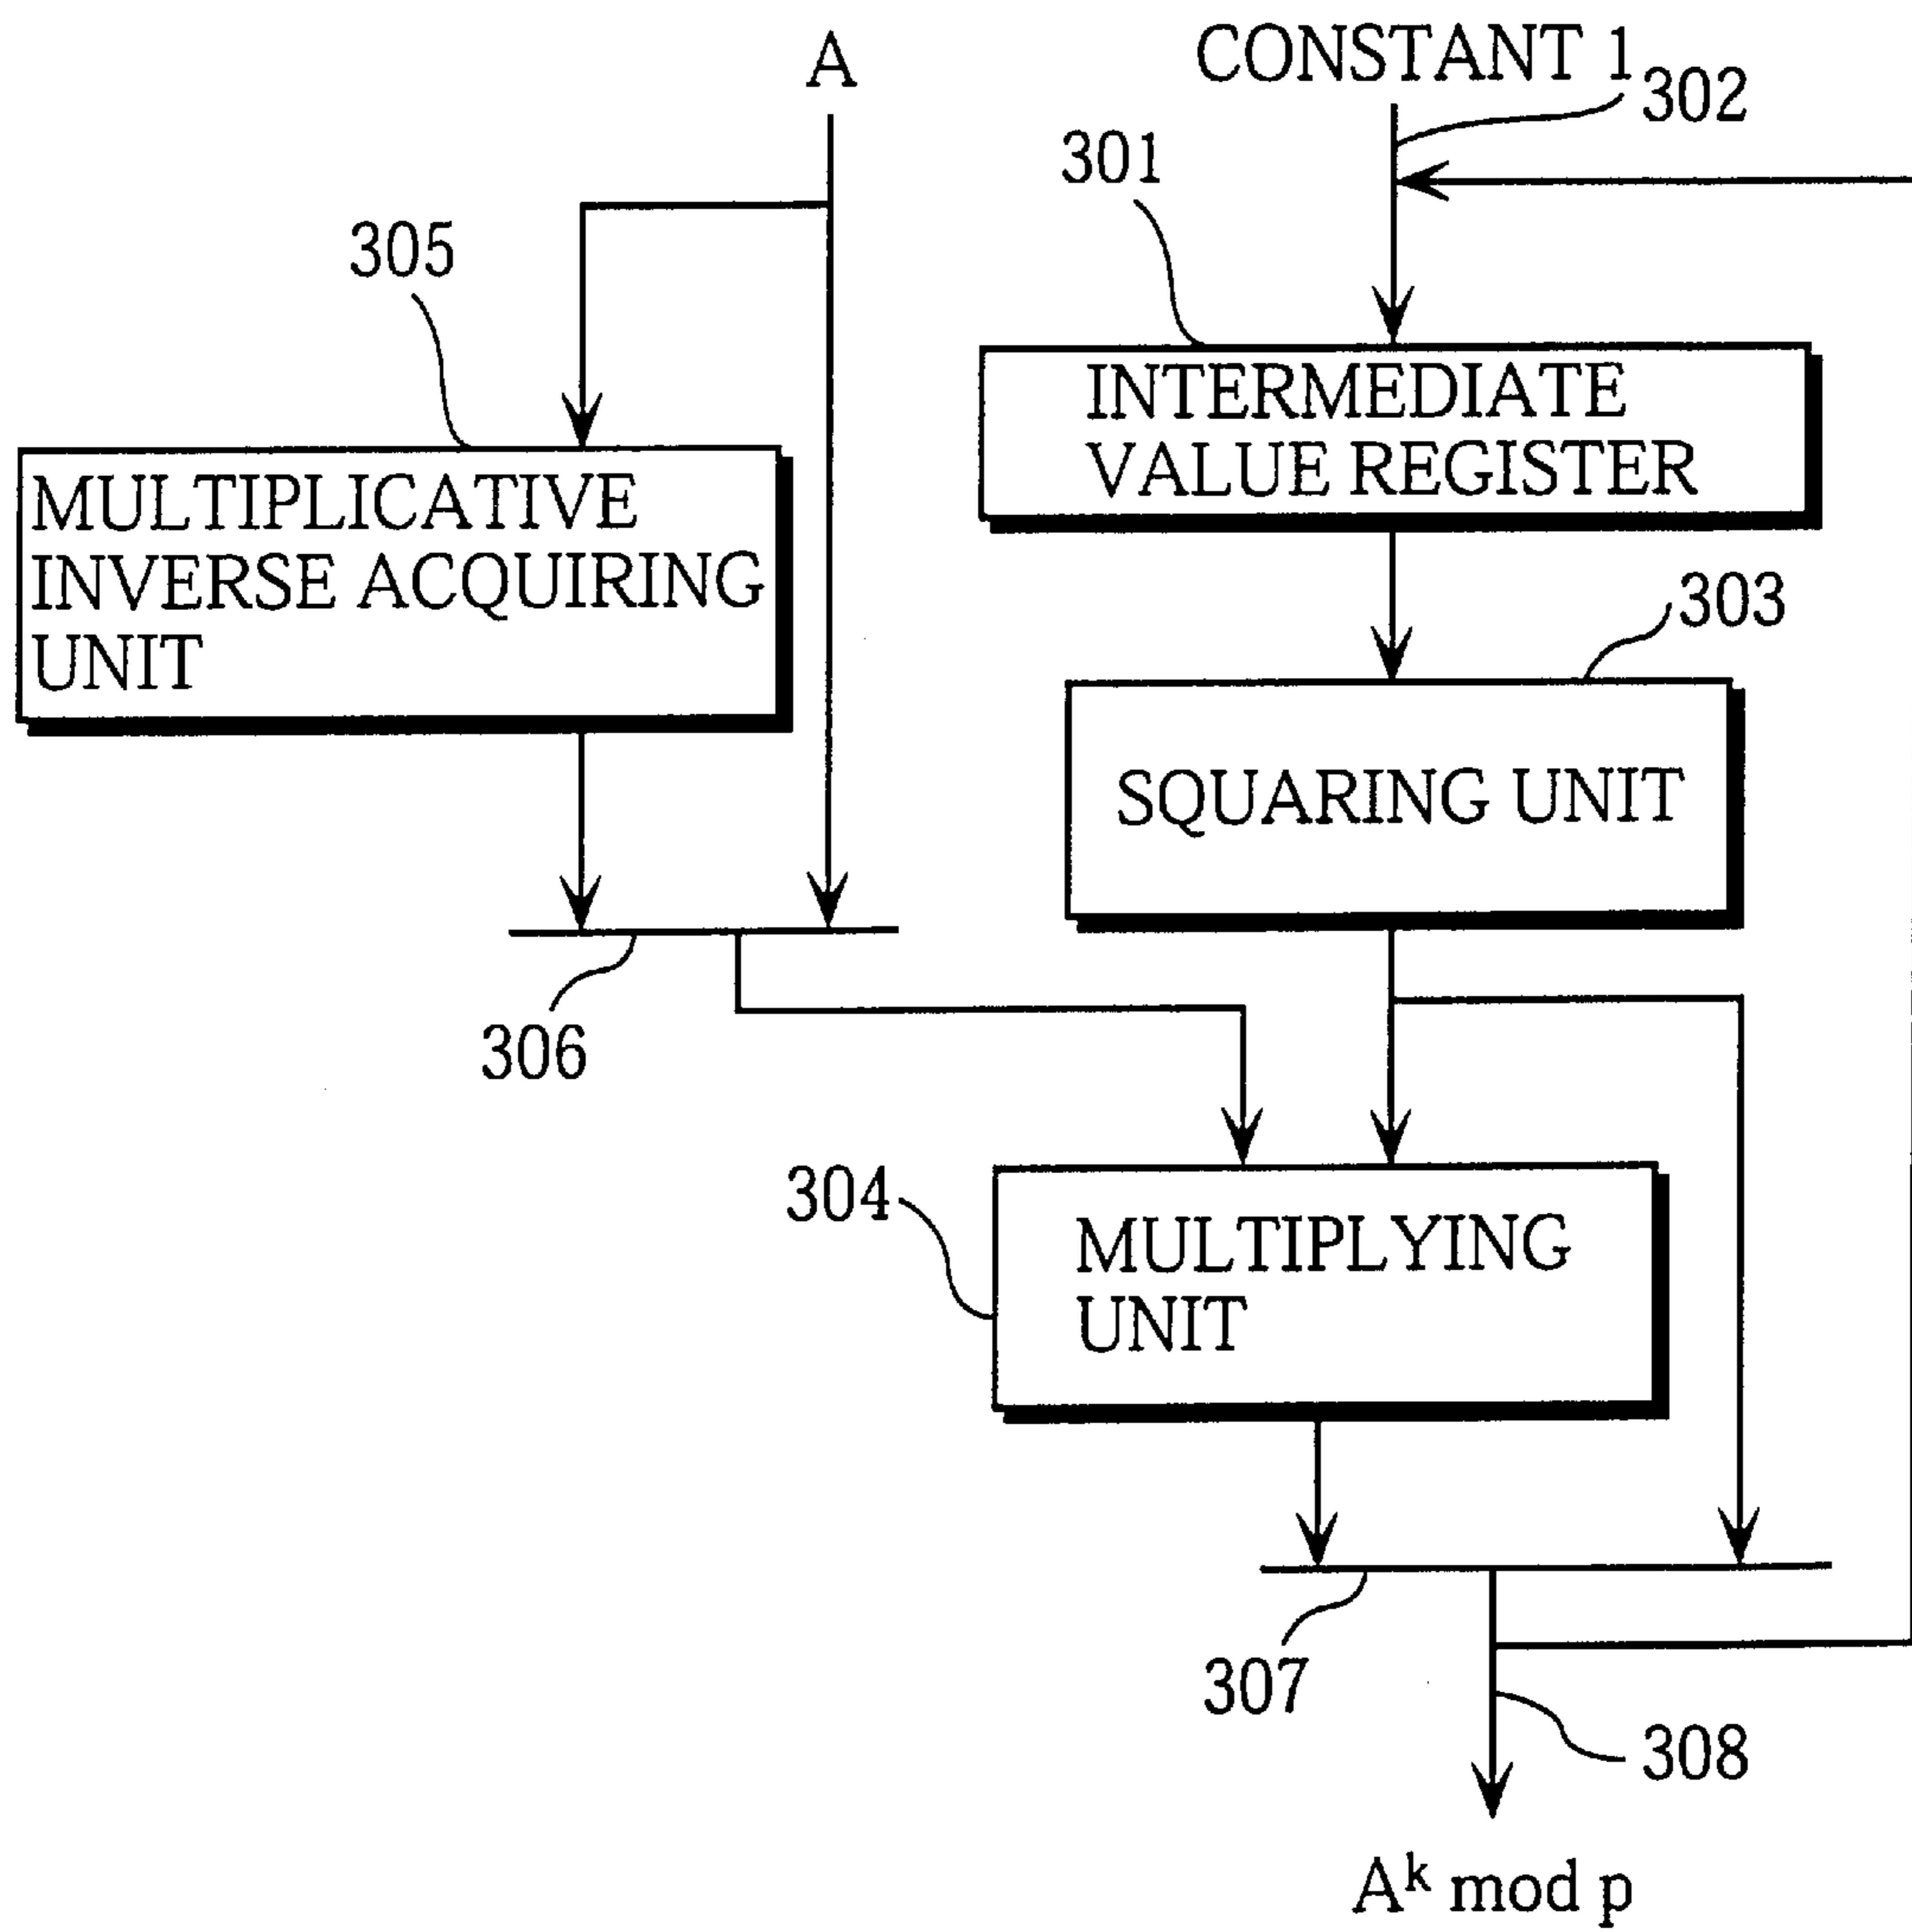 A
CONSTANT 1
302
301
305
INTERMEDIATE
VALUE REGISTER
MULTIPLICATIVE
INVERSE ACQUIRING
UNIT
303
SQUARING UNIT
306
304
MULTIPLYING
UNIT
307
308
Aᵏ mod p